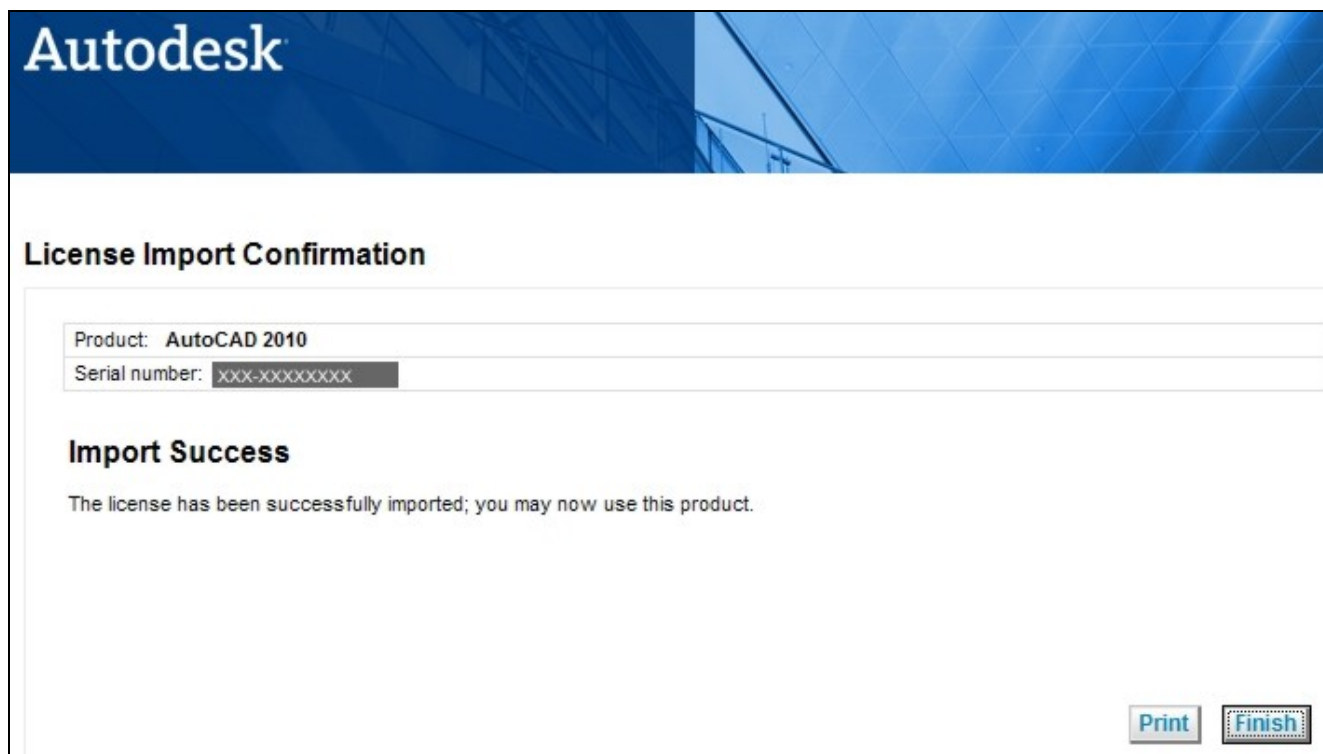 Autodesk
License Import Confirmation
Product: AutoCAD 2010
Serial number: xxx-xxxxxxxx
Import Success
The license has been successfully imported; you may now use this product.
Print Finish